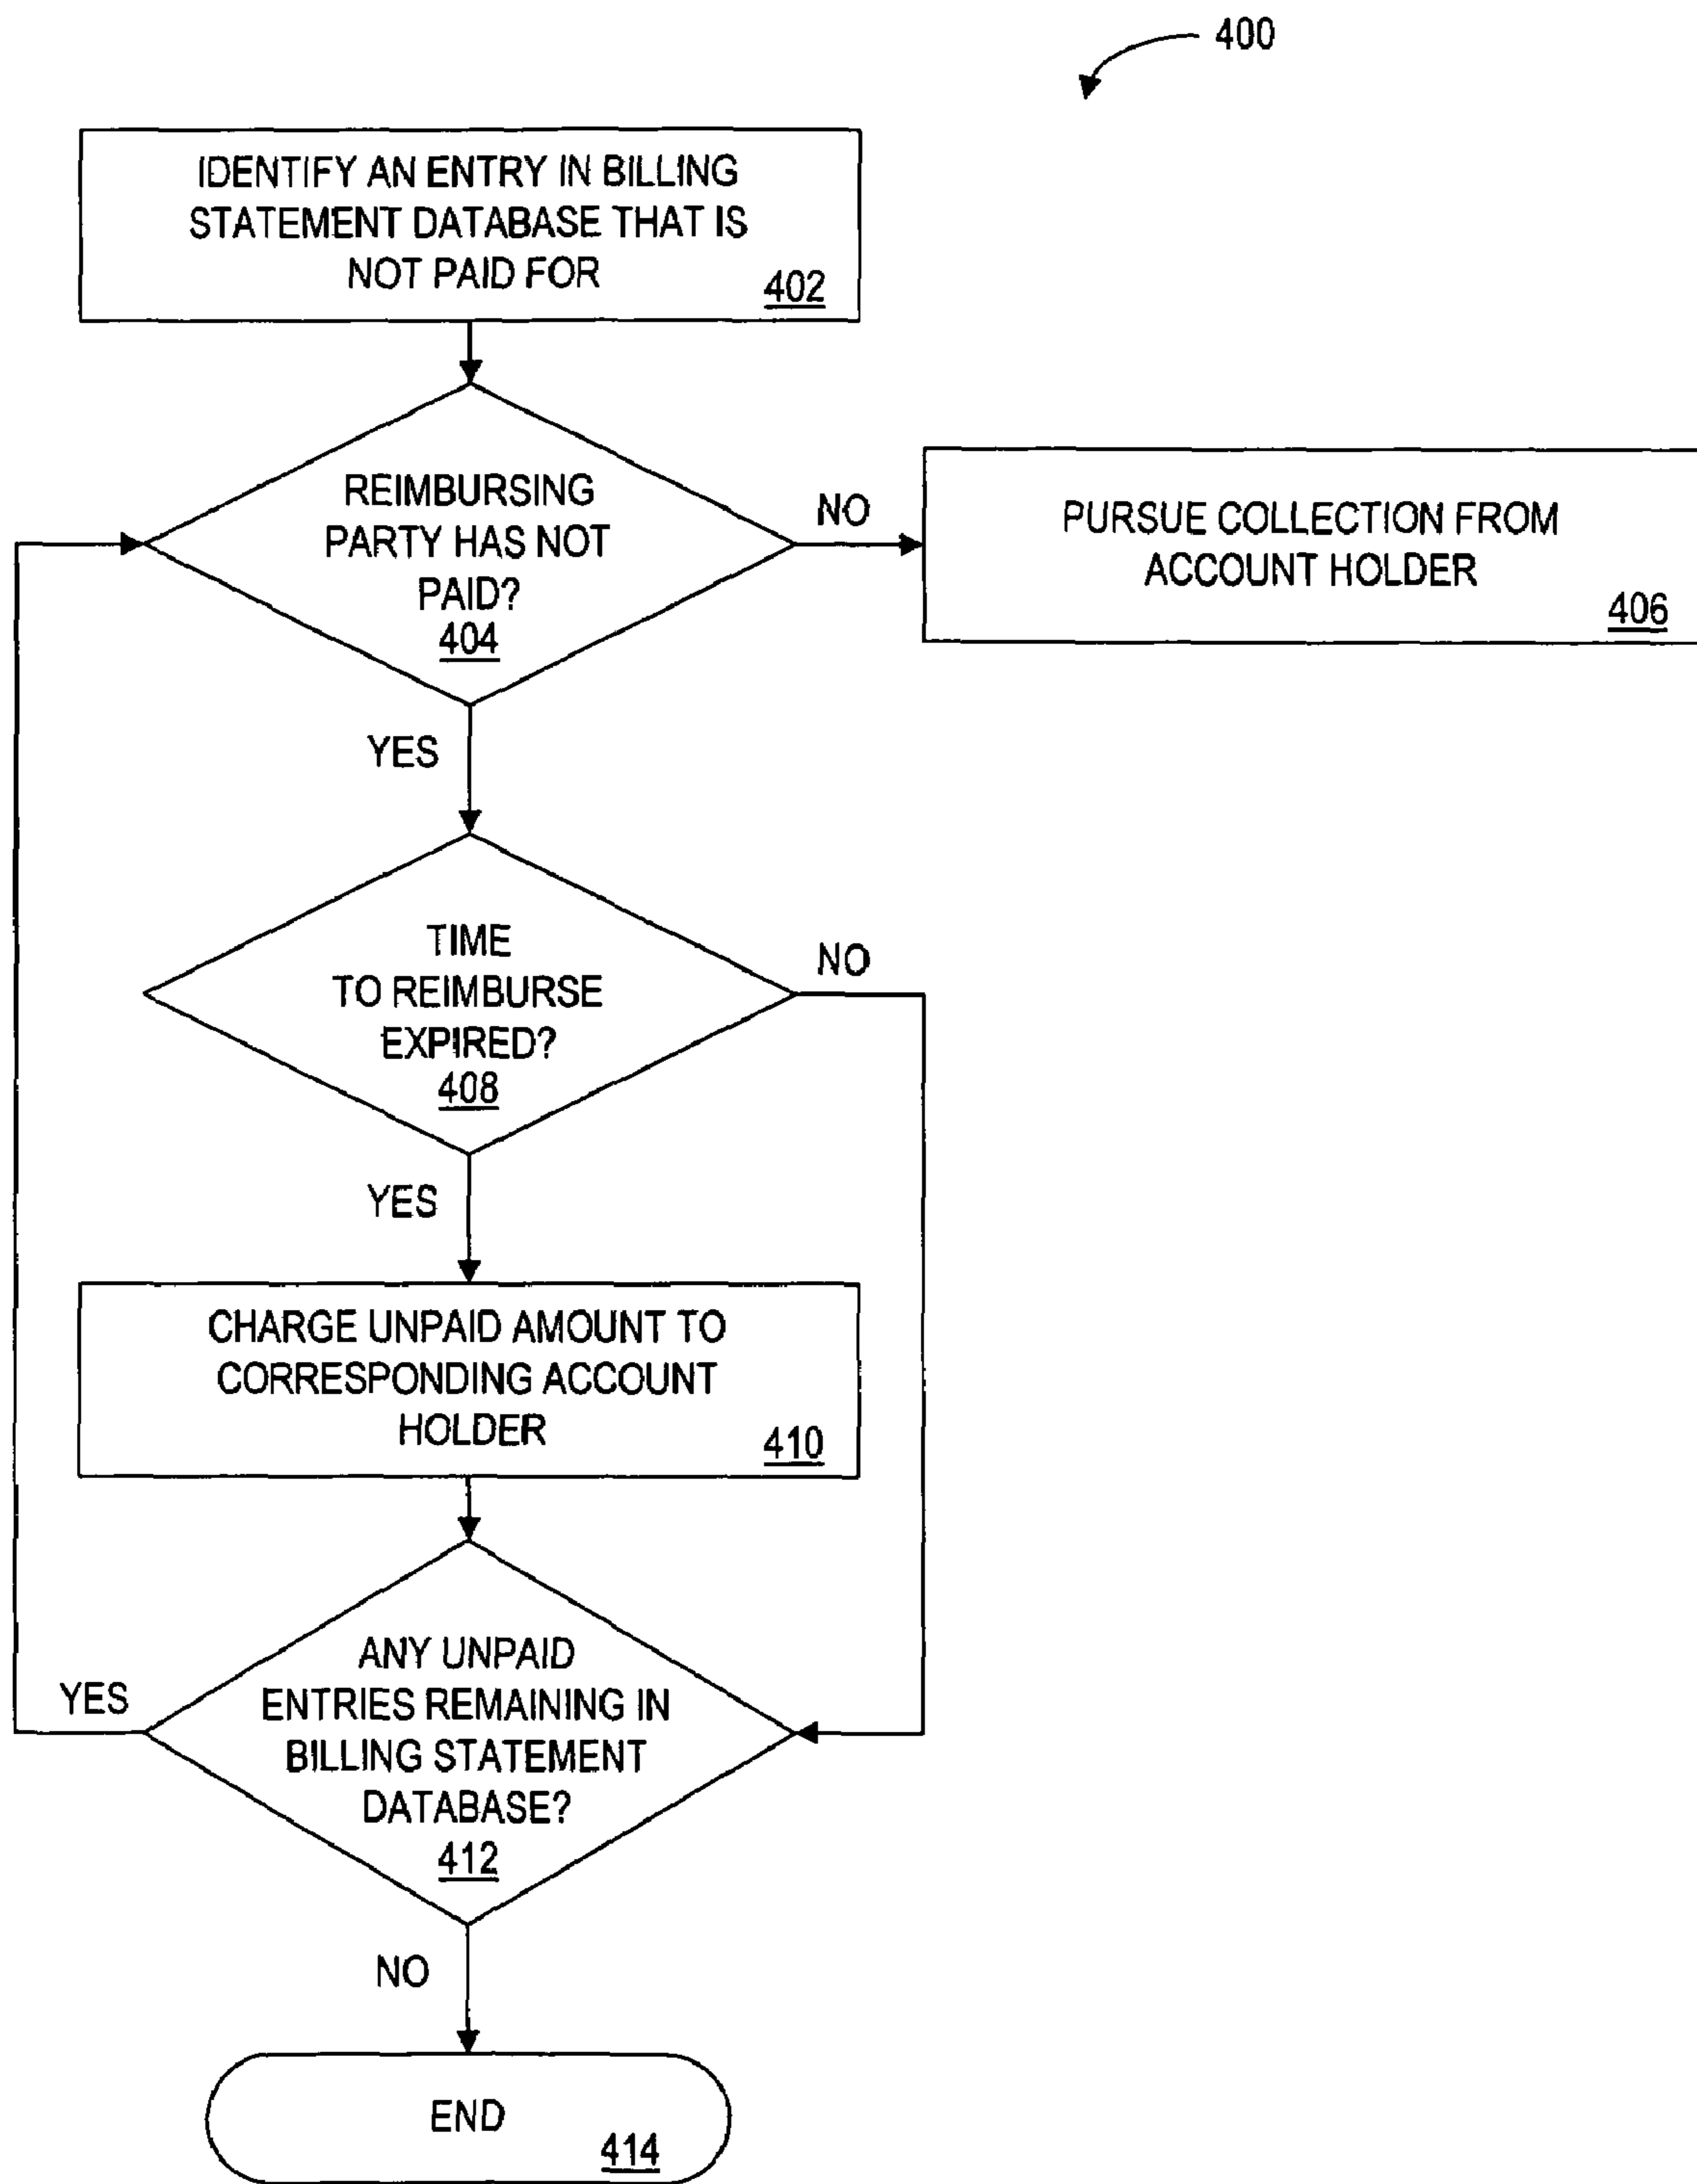 400
IDENTIFY AN ENTRY IN BILLING
STATEMENT DATABASE THAT IS
NOT PAID FOR
402
REIMBURSING
PARTY HAS NOT
PAID?
404
NO
PURSUE COLLECTION FROM
ACCOUNT HOLDER
406
YES
TIME
TO REIMBURSE
EXPIRED?
408
NO
YES
CHARGE UNPAID AMOUNT TO
CORRESPONDING ACCOUNT
HOLDER
410
ANY UNPAID
ENTRIES REMAINING IN
BILLING STATEMENT
DATABASE?
412
YES
NO
END
414